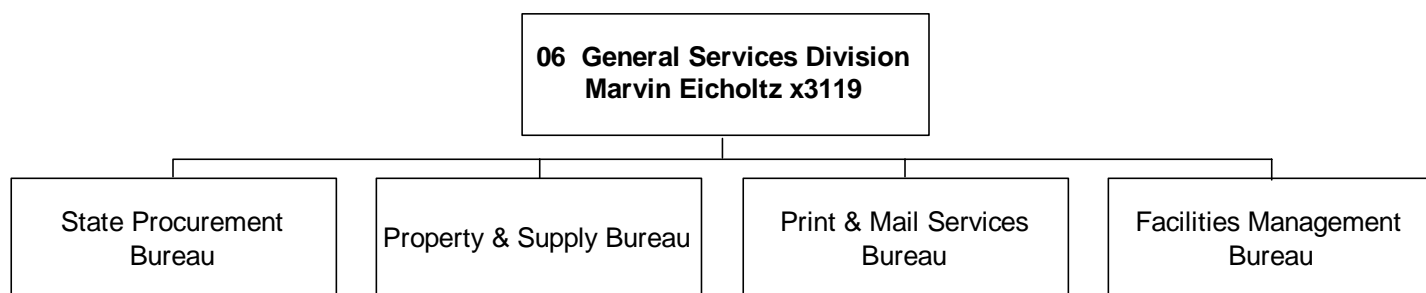 06  General Services Division
Marvin Eicholtz x3119
State Procurement
Bureau
Property & Supply Bureau
Print & Mail Services
Bureau
Facilities Management
Bureau